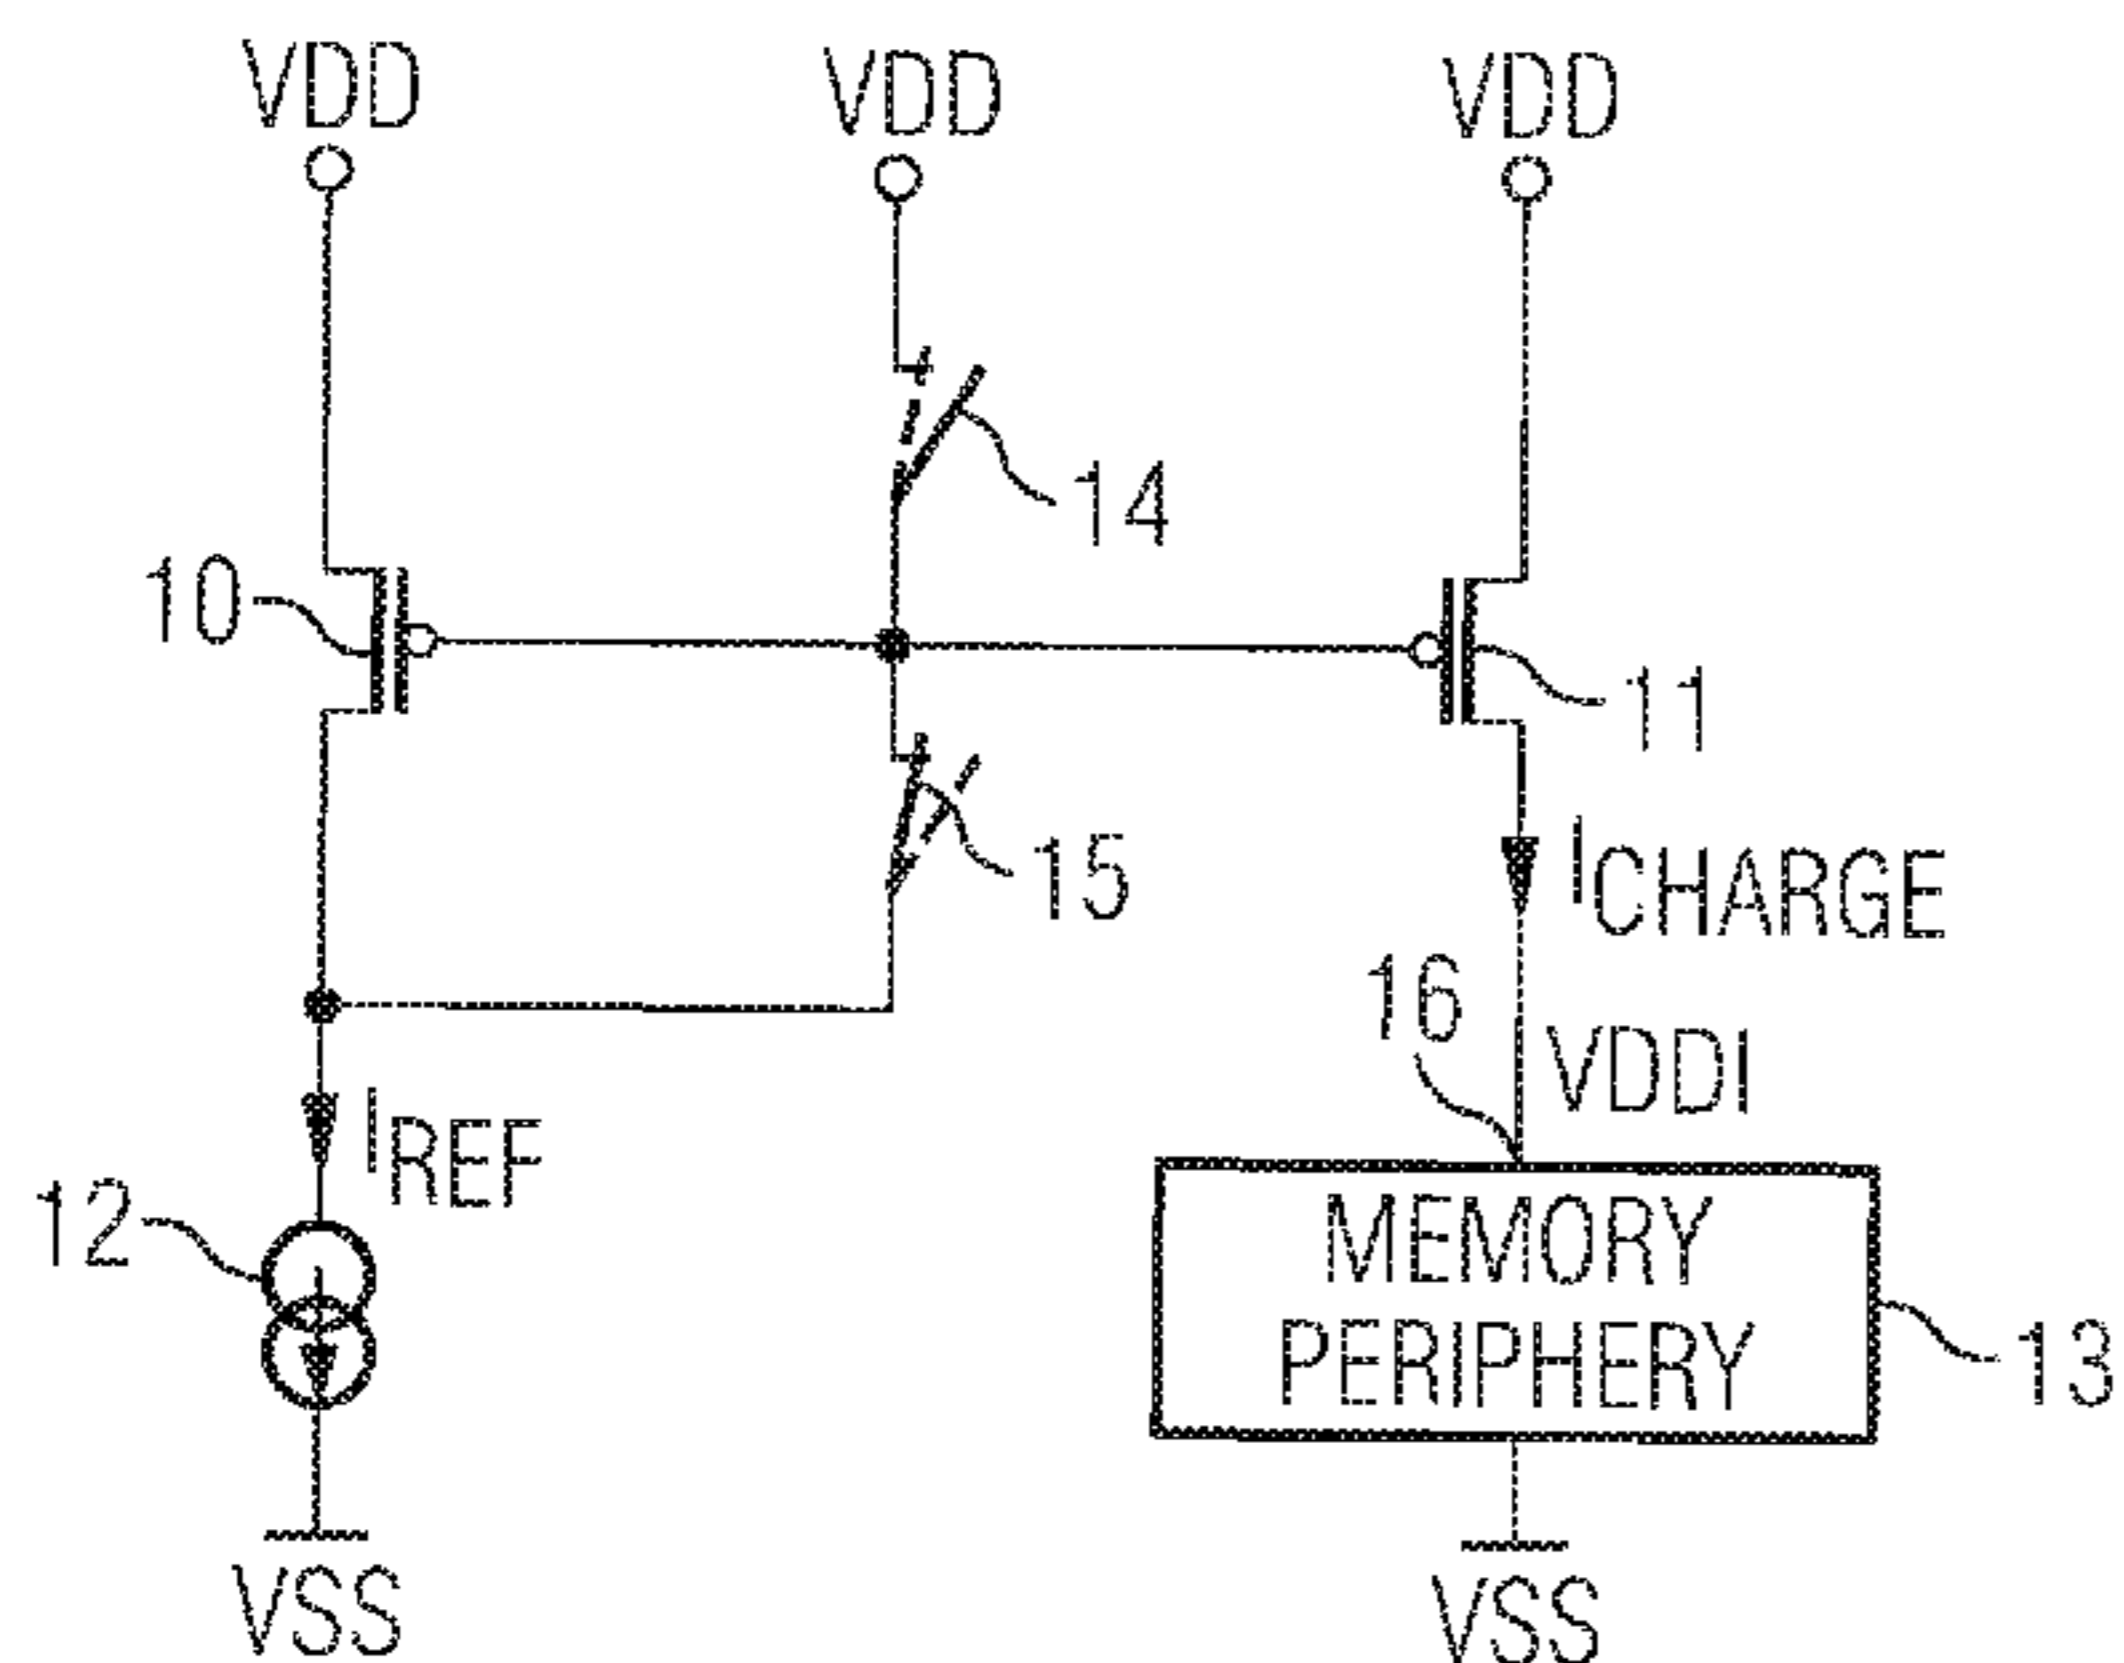 VDD
VDD
VDD
14
10
11
15
ICHARGE
16
VDDI
IREF
12
MEMORY
PERIPHERY
13
VSS
VSS